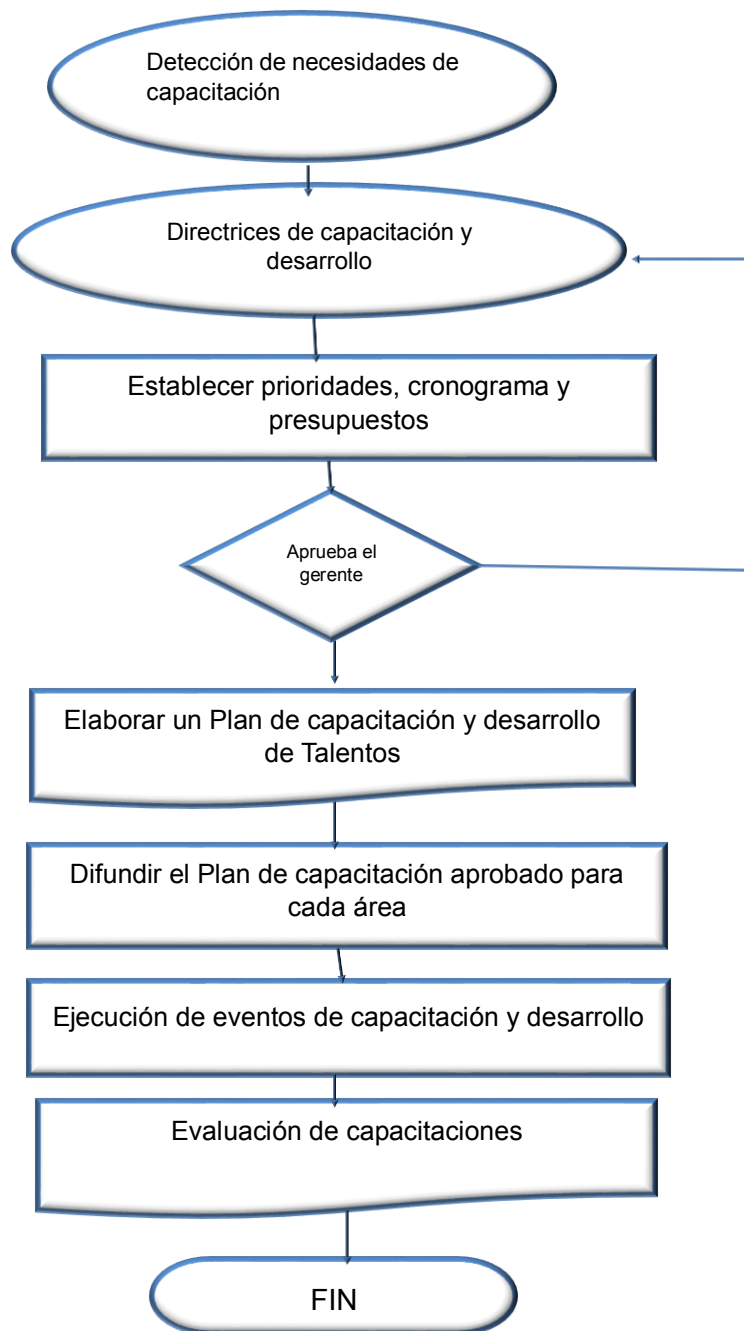 Detección de necesidades de
capacitación
Directrices de capacitación y
desarrollo
Establecer prioridades, cronograma y
presupuestos
Aprueba el
gerente
Elaborar un Plan de capacitación y desarrollo
de Talentos
Difundir el Plan de capacitación aprobado para
cada área
Ejecución de eventos de capacitación y desarrollo
Evaluación de capacitaciones
FIN